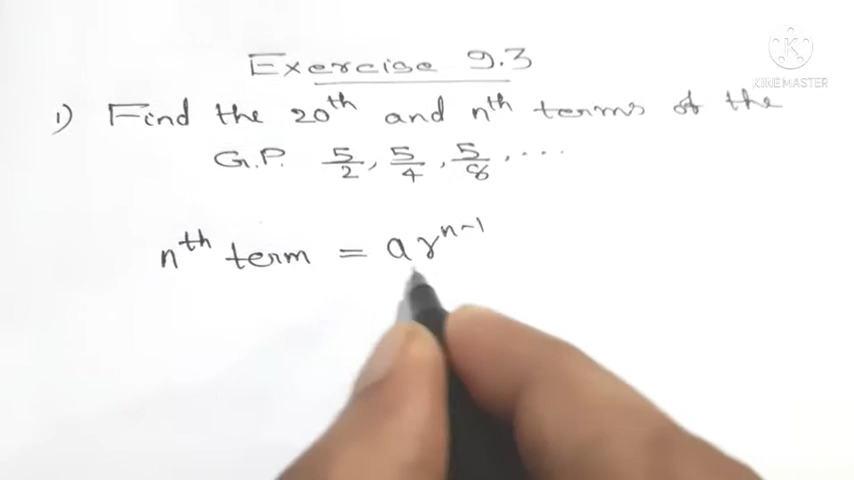 Exercise 9.3
KINEMASTER
1) Find the 20th and nth terms of the
G.P. 5/2, 5/4, 5/8, ...
nth term = ar^n-1